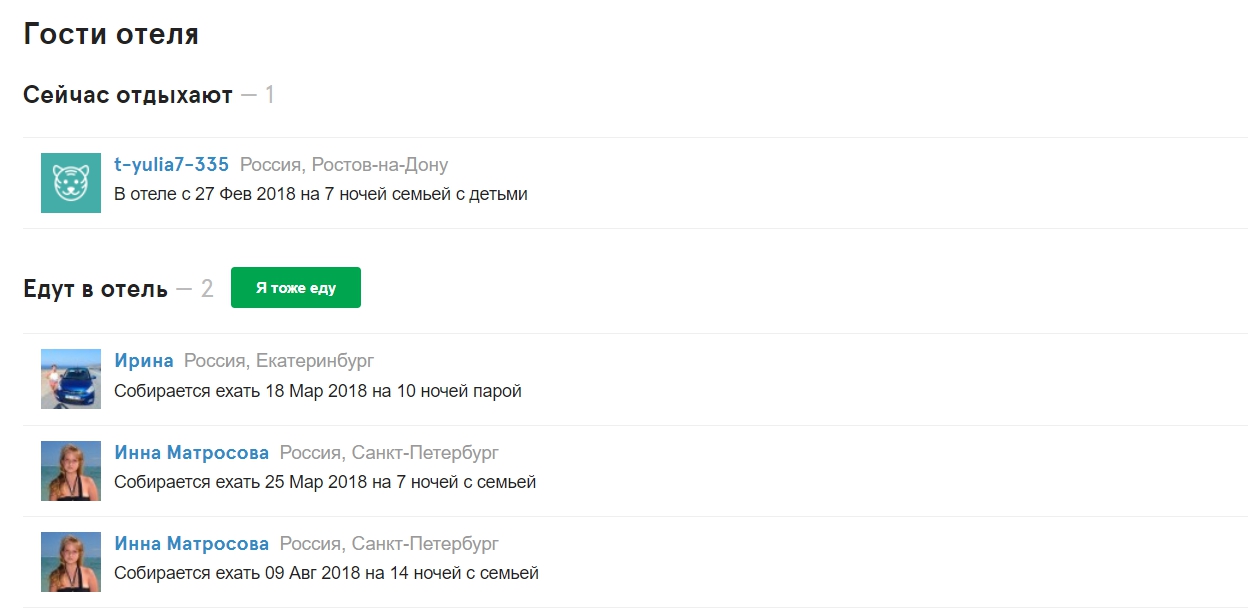 Гости отеля
Сейчас отдыхают — 1
t-yulia7-335 Россия, Ростов-на-Дону
В отеле с 27 Фев 2018 на 7 ночей семьей с детьми
Едут в отель — 2 Я тоже еду
Ирина Россия, Екатеринбург
Собирается ехать 18 Мар 2018 на 10 ночей парой
Инна Матросова Россия, Санкт-Петербург
Собирается ехать 25 Мар 2018 на 7 ночей с семьей
Инна Матросова Россия, Санкт-Петербург
Собирается ехать 09 Авг 2018 на 14 ночей с семьей